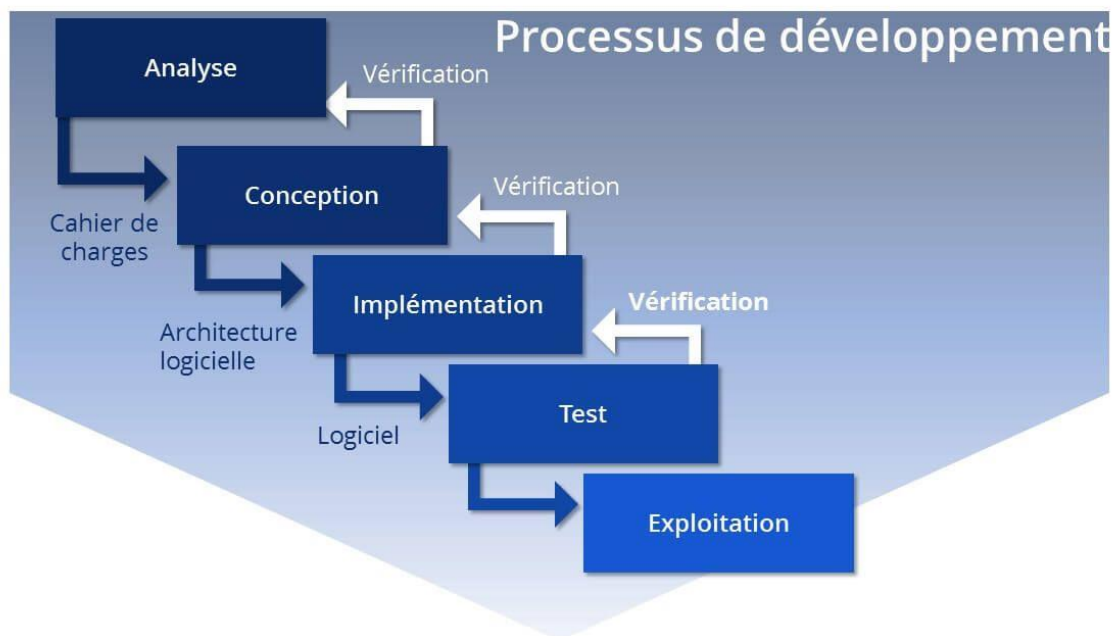 Processus de développement
Analyse
Vérification
Conception
Vérification
Cahier de
charges
Implémentation
Vérification
Architecture
logicielle
Test
Logiciel
Exploitation